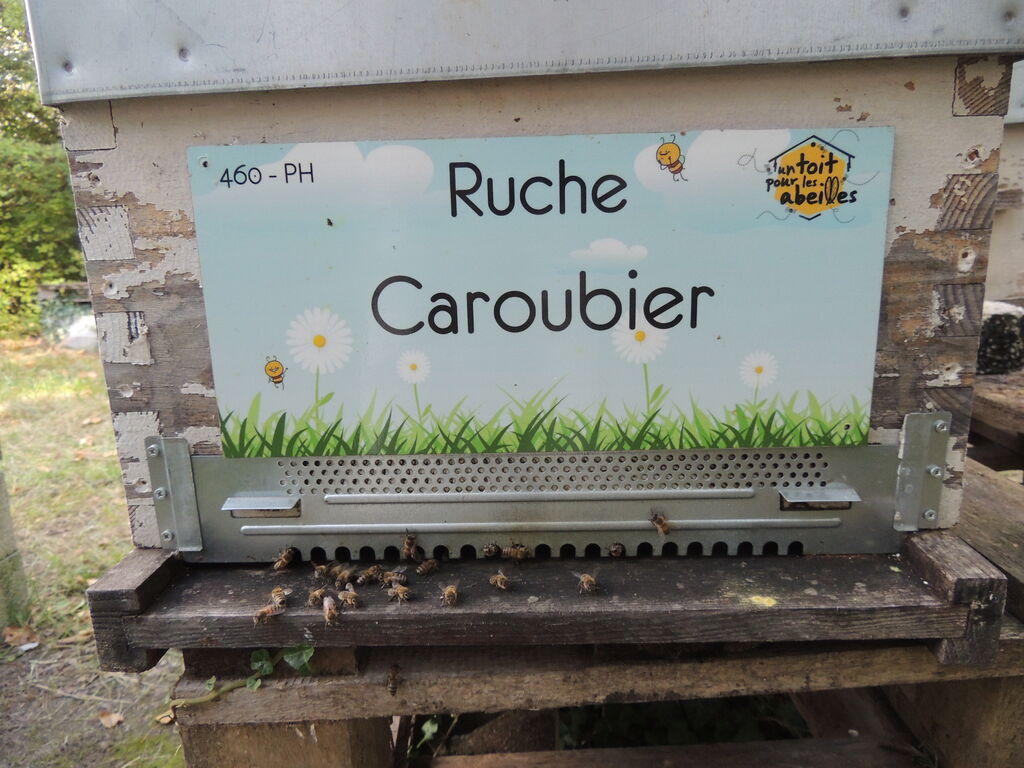 460 - PH
Ruche
un toit
pour les
abeilles
Caroubier